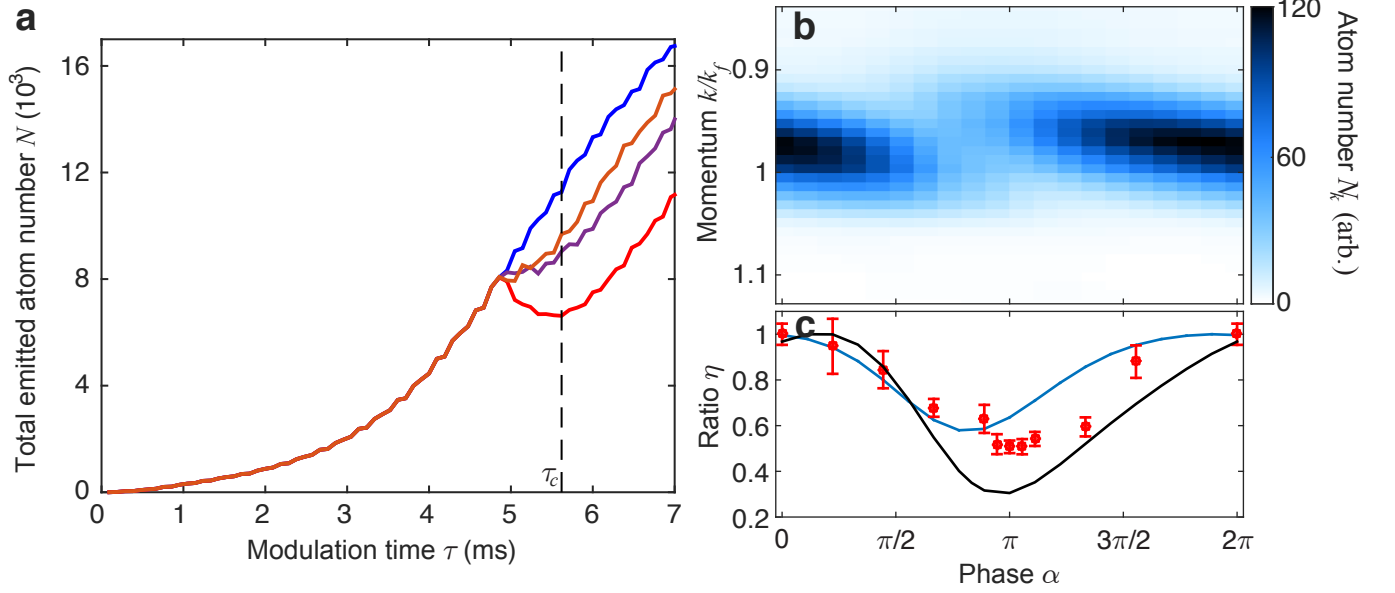 a
Total emitted atom number N (10³)
16
12
8
4
0
τc
0 1 2 3 4 5 6 7
Modulation time τ (ms)
b
Momentum k/kf
0.9
1
1.1
120
60
0
Atom number Nk (arb.)
c
Ratio η
1
0.8
0.6
0.4
0.2
0 π/2 π 3π/2 2π
Phase α